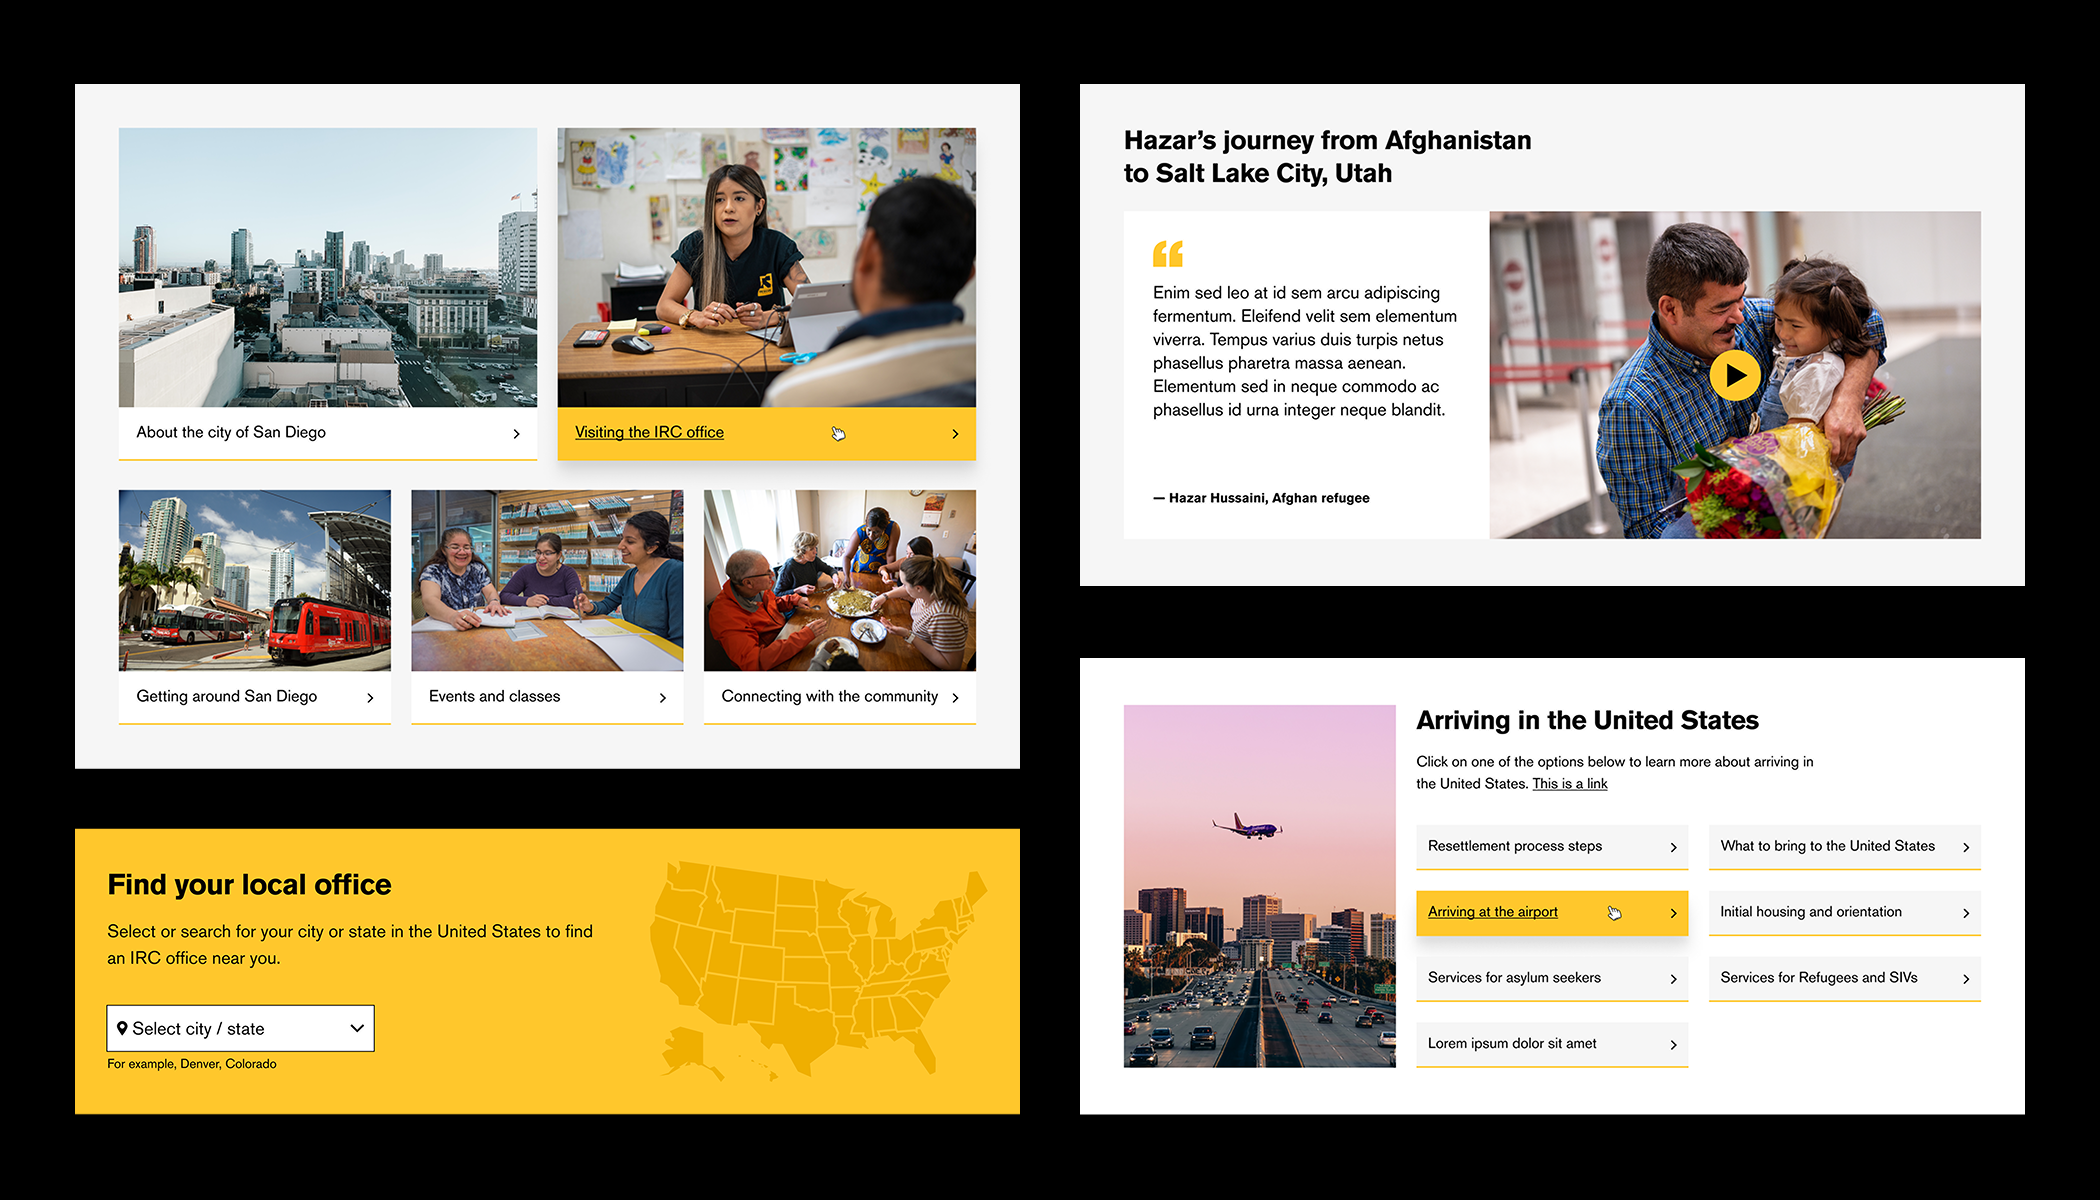 About the city of San Diego
Visiting the IRC office
Getting around San Diego
Events and classes
Connecting with the community
Find your local office
Select or search for your city or state in the United States to find
an IRC office near you.
Select city / state
For example, Denver, Colorado
Hazar’s journey from Afghanistan
to Salt Lake City, Utah
“
Enim sed leo at id sem arcu adipiscing
fermentum. Eleifend velit sem elementum
viverra. Tempus varius duis turpis netus
phasellus pharetra massa aenean.
Elementum sed in neque commodo ac
phasellus id urna integer neque blandit.
— Hazar Hussaini, Afghan refugee
Arriving in the United States
Click on one of the options below to learn more about arriving in
the United States. This is a link
Resettlement process steps
What to bring to the United States
Arriving at the airport
Initial housing and orientation
Services for asylum seekers
Services for Refugees and SIVs
Lorem ipsum dolor sit amet